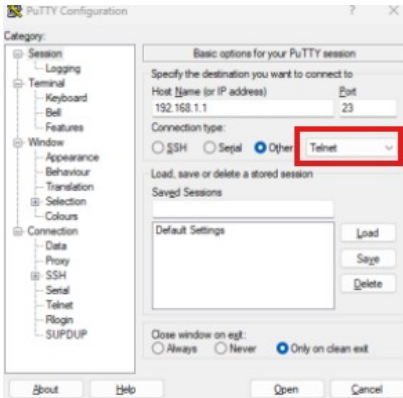 PuTTY Configuration
? ×
Category:
Session
Logging
Terminal
Keyboard
Bell
Features
Window
Appearance
Behaviour
Translation
Selection
Colours
Connection
Data
Proxy
SSH
Serial
Telnet
Rlogin
SUPDUP
Basic options for your PuTTY session
Specify the destination you want to connect to
Host Name (or IP address) Port
192.168.1.1 23
Connection type:
SSH Serial Other: Telnet
Load, save or delete a stored session
Saved Sessions
Default Settings
Load
Save
Delete
Close window on exit:
Always Never Only on clean exit
About Help Open Cancel